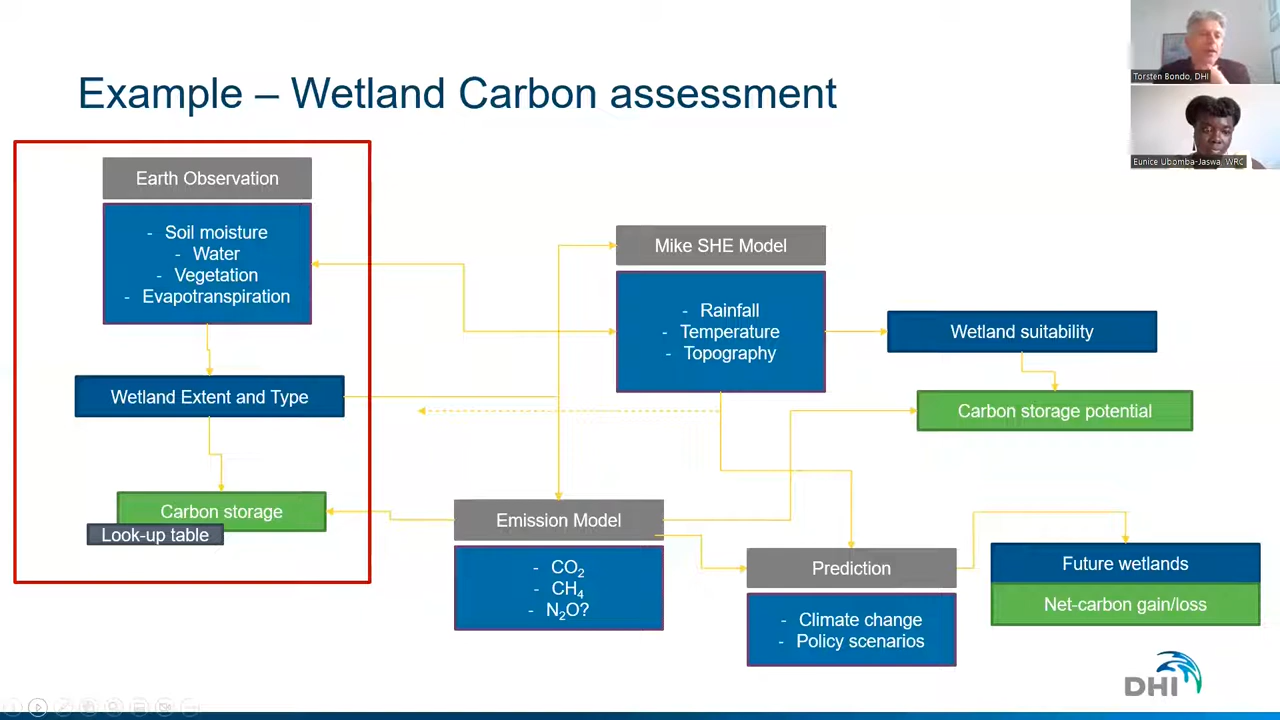 Example – Wetland Carbon assessment
Torsten Bondo, DHI
Eunice Ubomba-Jaswa, WRC
Earth Observation
- Soil moisture
- Water
- Vegetation
- Evapotranspiration
Wetland Extent and Type
Carbon storage
Look-up table
Mike SHE Model
- Rainfall
- Temperature
- Topography
Wetland suitability
Carbon storage potential
Emission Model
- CO₂
- CH₄
- N₂O?
Prediction
- Climate change
- Policy scenarios
Future wetlands
Net-carbon gain/loss
DHI